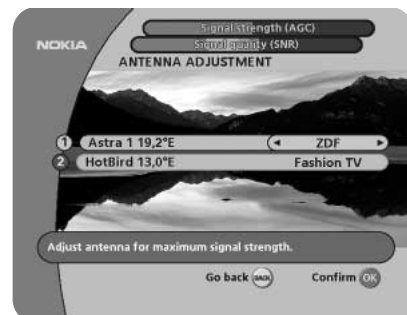 Signal strength (AGC)
NOKIA
Signal quality (SNR)
ANTENNA ADJUSTMENT
1 Astra 1 19,2°E ZDF
2 HotBird 13,0°E Fashion TV
Adjust antenna for maximum signal strength.
Go back BACK Confirm OK